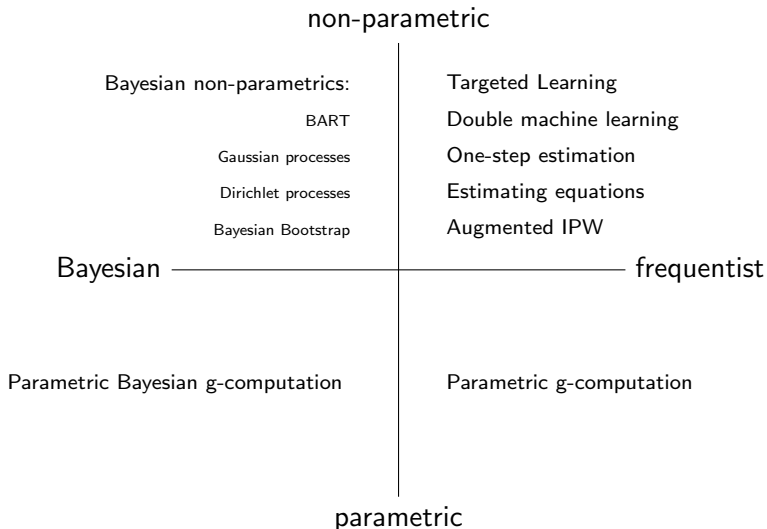 non-parametric
Bayesian non-parametrics:
BART
Gaussian processes
Dirichlet processes
Bayesian Bootstrap
Targeted Learning
Double machine learning
One-step estimation
Estimating equations
Augmented IPW
Bayesian
frequentist
Parametric Bayesian g-computation
Parametric g-computation
parametric